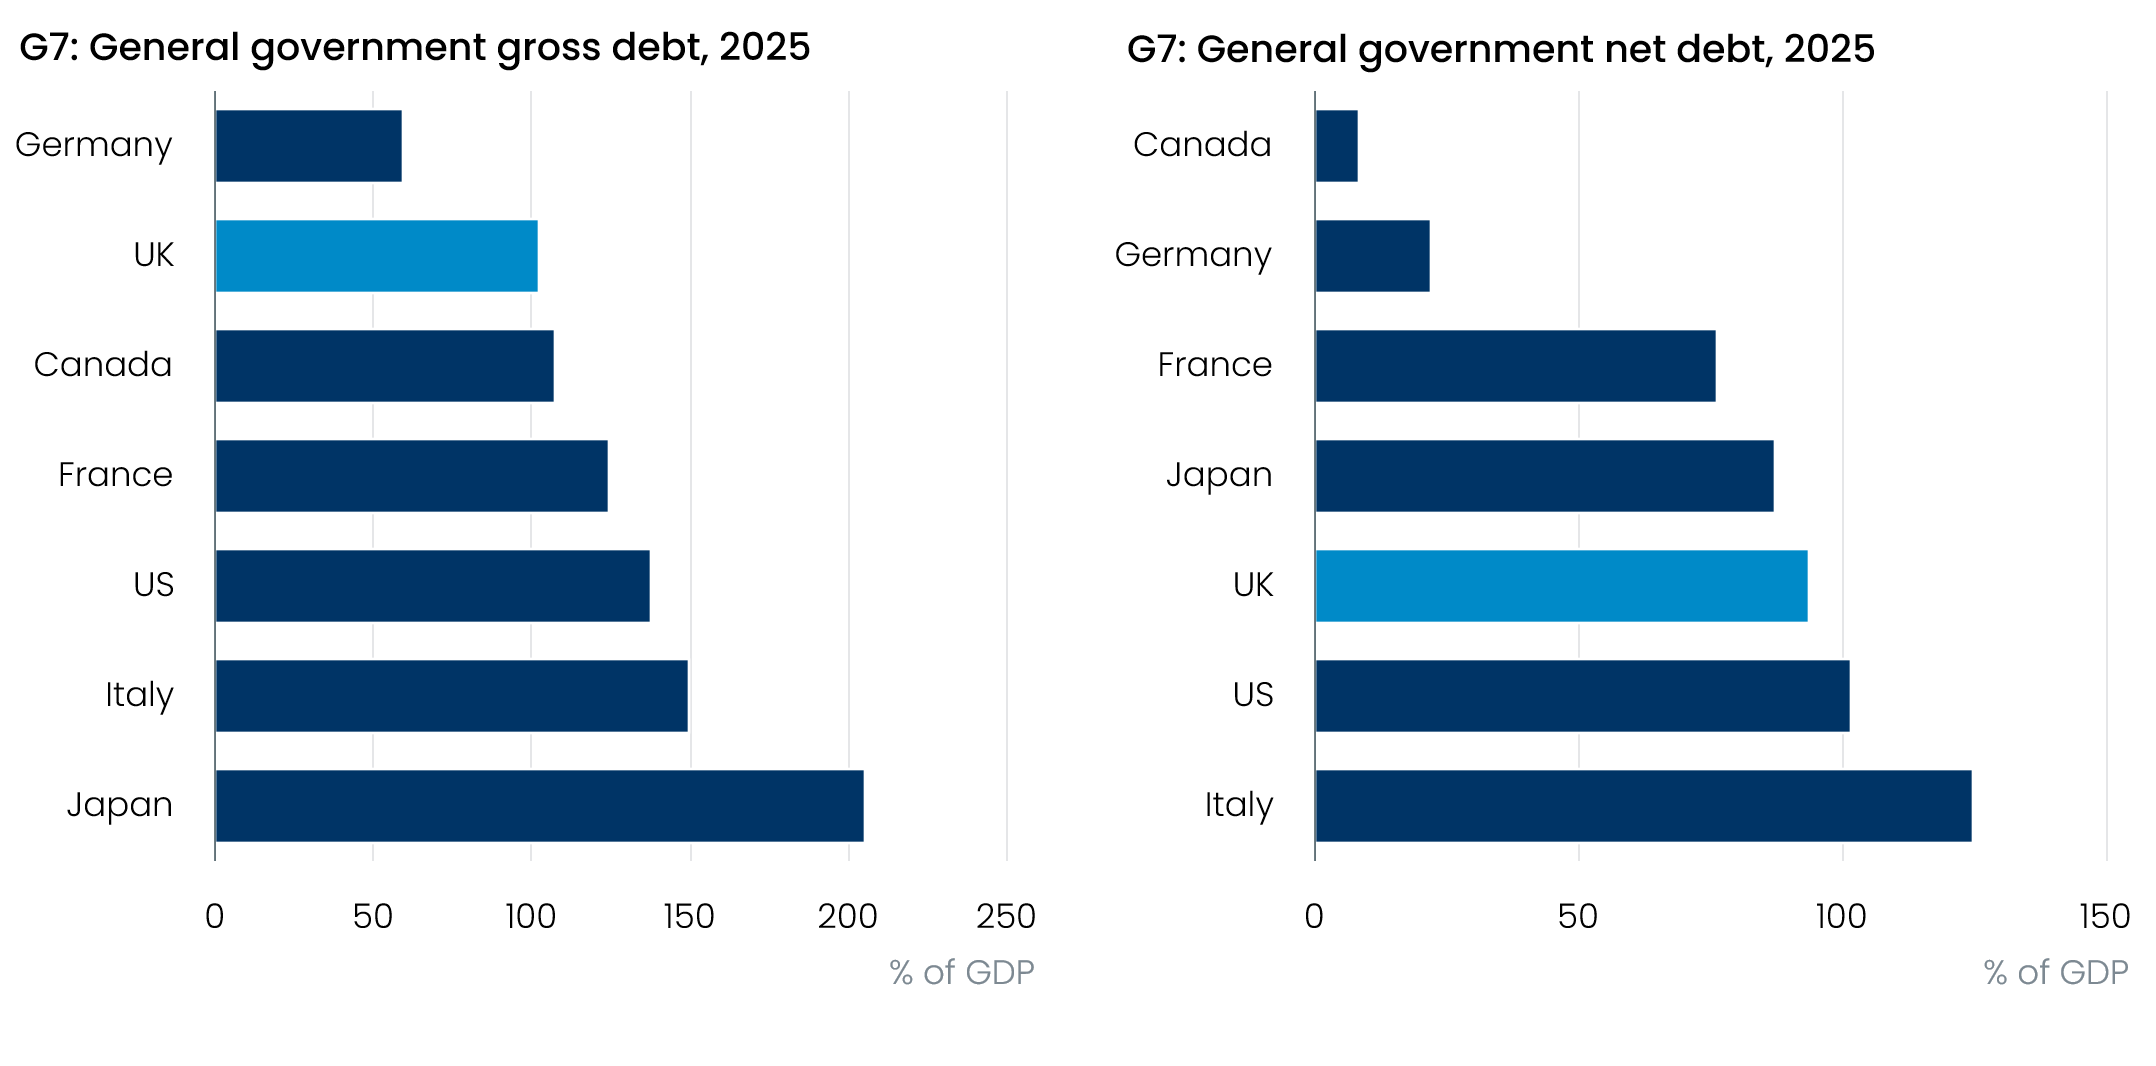 G7: General government gross debt, 2025
Germany
UK
Canada
France
US
Italy
Japan
0 50 100 150 200 250
% of GDP
G7: General government net debt, 2025
Canada
Germany
France
Japan
UK
US
Italy
0 50 100 150
% of GDP